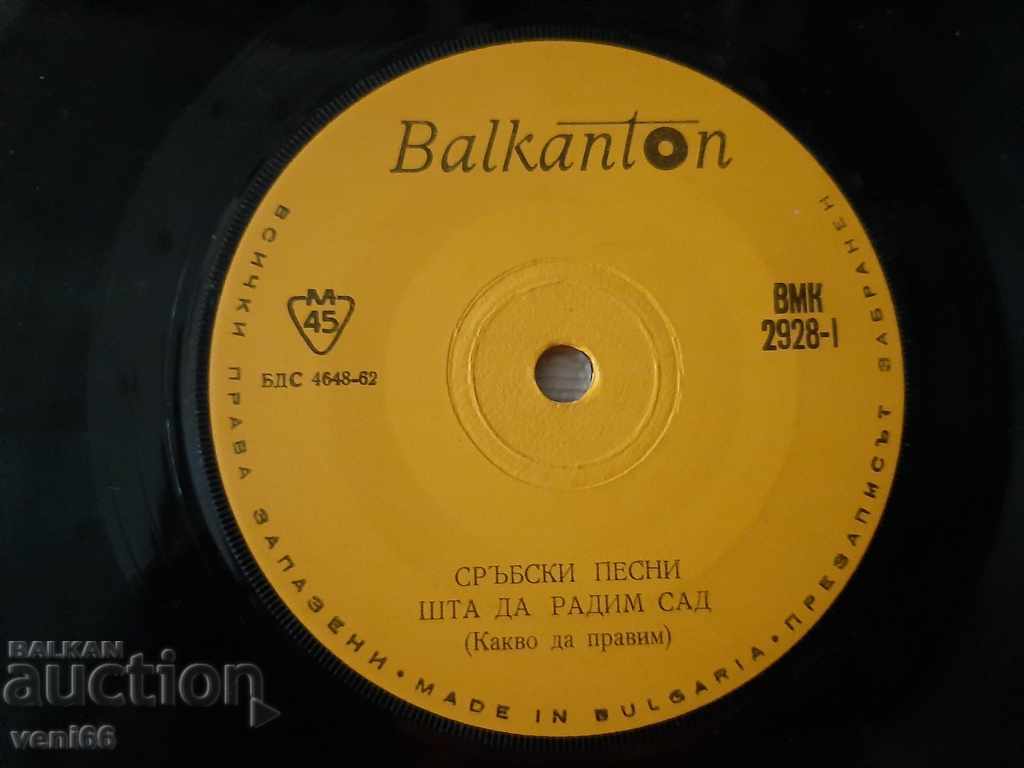 Balkanton
ВСИЧКИ ПРАВА ЗАПАЗЕНИ • MADE IN BULGARIA • ПРЕЗАПИСЪТ ЗАБРАНЕН
М
45
БДС 4648-62
ВМК
2928-I
СРЪБСКИ ПЕСНИ
ШТА ДА РАДИМ САД
(Какво да правим)
BALKAN
auction
veni66